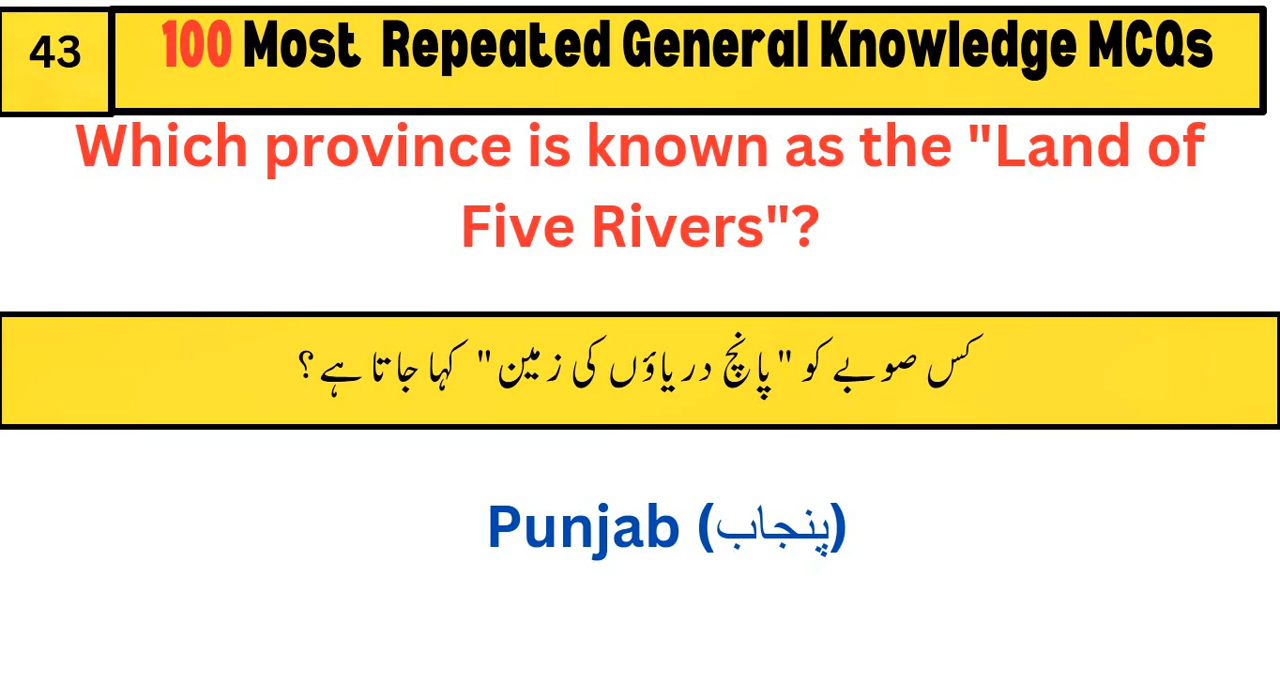 43
100 Most Repeated General Knowledge MCQs
Which province is known as the "Land of
Five Rivers"?
کس صوبے کو "پانچ دریاؤں کی زمین" کہا جاتا ہے؟
Punjab (پنجاب)